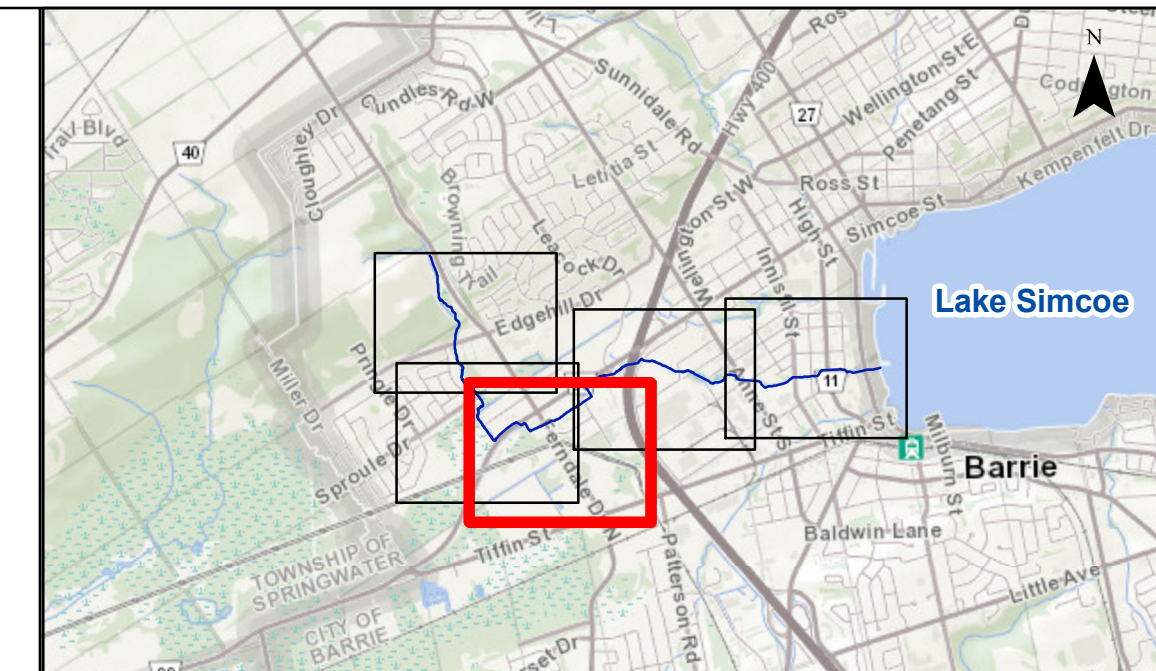 N
Sunnidale Rd
Hwy 400
Wellington St E
Cundles Rd W
Cloughley Dr
27
Penetang St
40
Letitia St
Kempenfelt Dr
Ross St
Browning Trail
Wellington St W
High St
Simcoe St
Leacock Dr
Innisfil St
Edgehill Dr
Lake Simcoe
Miller Dr
Pringle Dr
11
Anne St S
Tiffin St
Sproule Dr
Ferndale Dr N
Milburn St
Barrie
Tiffin St
Patterson Rd
Baldwin Lane
TOWNSHIP OF
SPRINGWATER
Little Ave
CITY OF
BARRIE